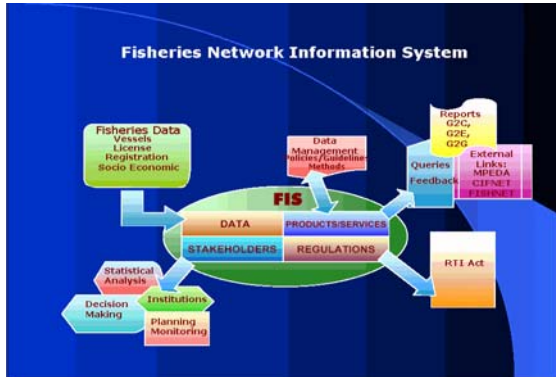 Fisheries Network Information System
Fisheries Data
Vessels
License
Registration
Socio Economic
Data
Management
Policies/Guidelines
Methods
Reports
G2C,
G2E,
G2G
Queries
Feedback
External
Links:
MPEDA
CIFNET
FISHNET
FIS
DATA
PRODUCTS/SERVICES
STAKEHOLDERS
REGULATIONS
RTI Act
Statistical
Analysis
Decision
Making
Institutions
Planning
Monitoring